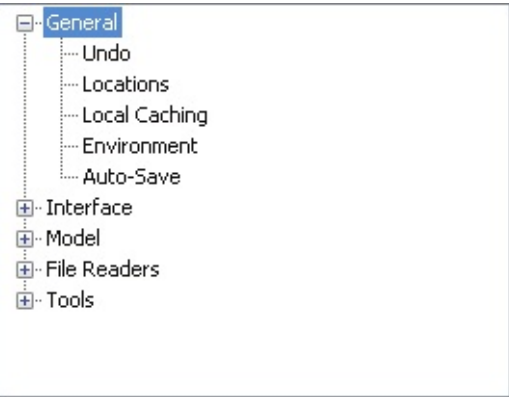 General
Undo
Locations
Local Caching
Environment
Auto-Save
Interface
Model
File Readers
Tools